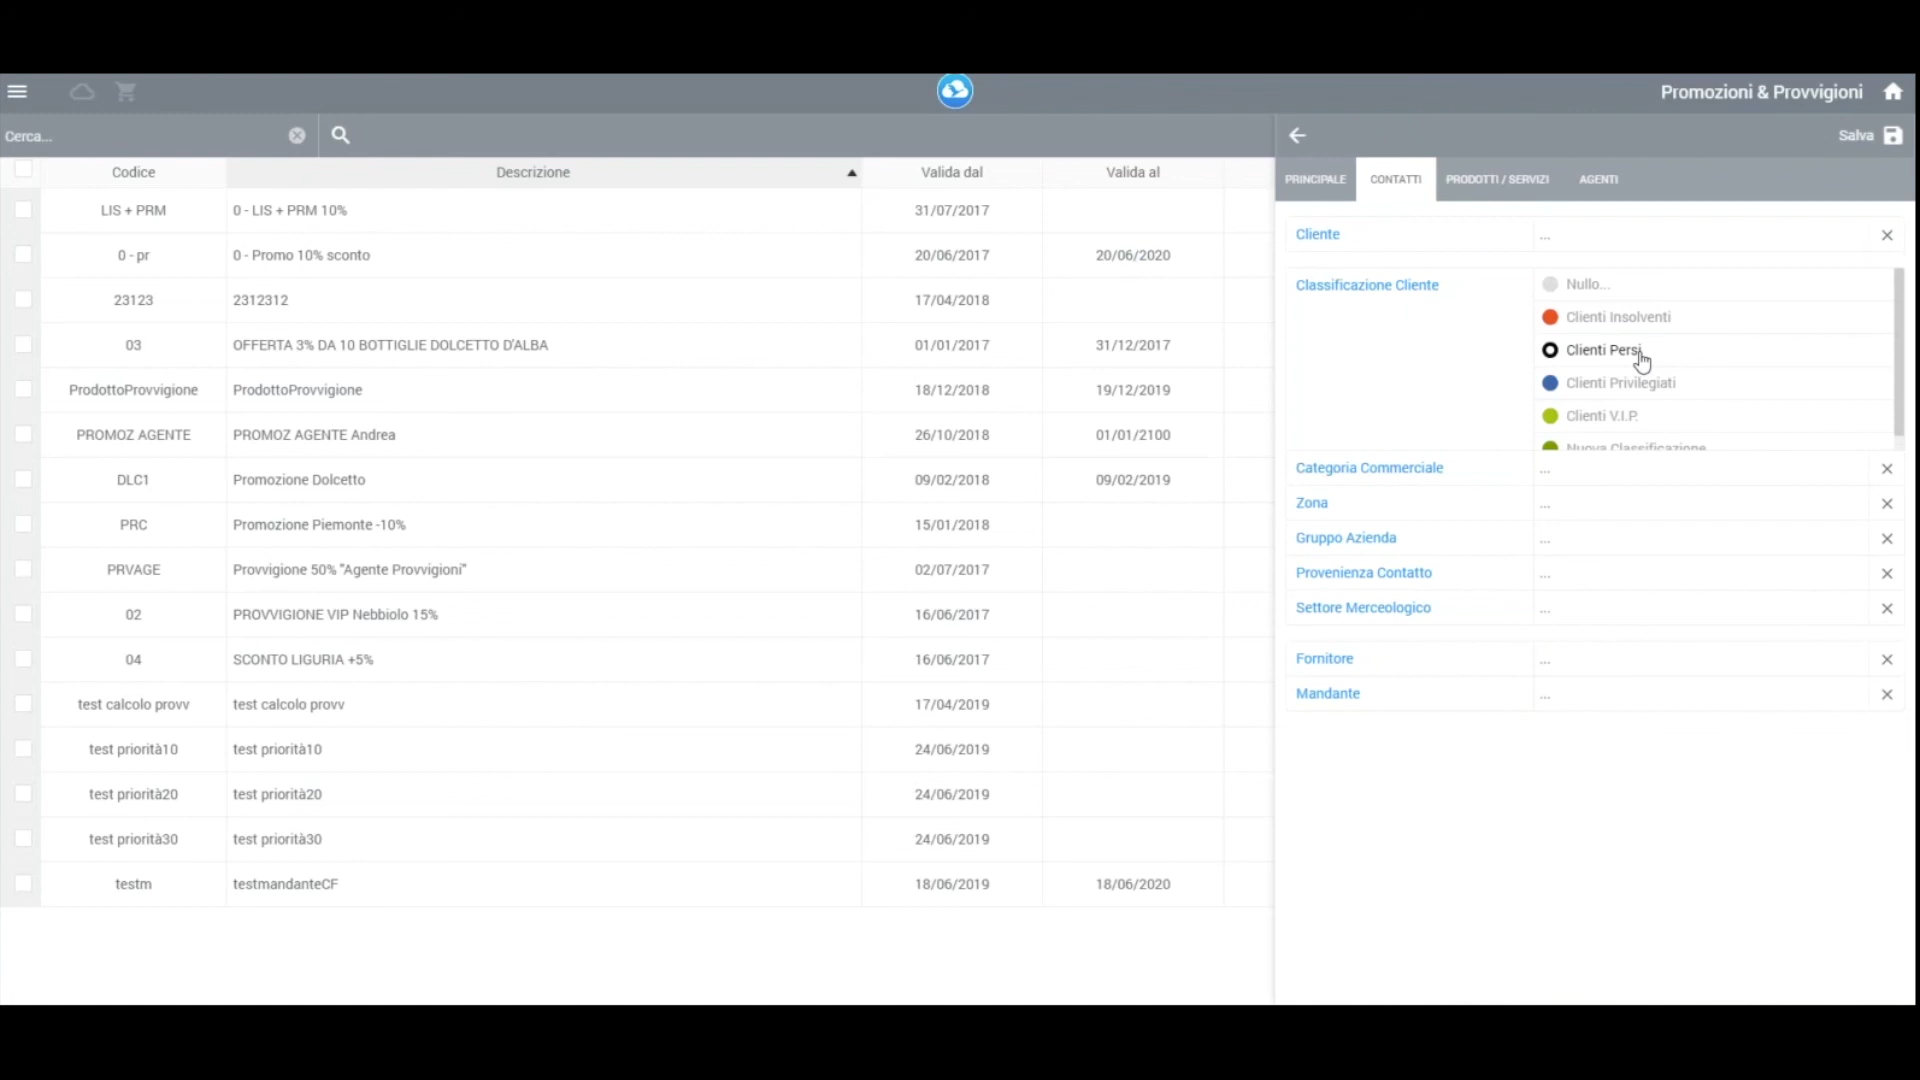 Promozioni & Provvigioni
Cerca...
Salva
Codice Descrizione Valida dal Valida al
LIS + PRM 0 - LIS + PRM 10% 31/07/2017
0 - pr 0 - Promo 10% sconto 20/06/2017 20/06/2020
23123 2312312 17/04/2018
03 OFFERTA 3% DA 10 BOTTIGLIE DOLCETTO D'ALBA 01/01/2017 31/12/2017
ProdottoProvvigione ProdottoProvvigione 18/12/2018 19/12/2019
PROMOZ AGENTE PROMOZ AGENTE Andrea 26/10/2018 01/01/2100
DLC1 Promozione Dolcetto 09/02/2018 09/02/2019
PRC Promozione Piemonte -10% 15/01/2018
PRVAGE Provvigione 50% "Agente Provvigioni" 02/07/2017
02 PROVVIGIONE VIP Nebbiolo 15% 16/06/2017
04 SCONTO LIGURIA +5% 16/06/2017
test calcolo provv test calcolo provv 17/04/2019
test priorità10 test priorità10 24/06/2019
test priorità20 test priorità20 24/06/2019
test priorità30 test priorità30 24/06/2019
testm testmandanteCF 18/06/2019 18/06/2020
PRINCIPALE CONTATTI PRODOTTI / SERVIZI AGENTI
Cliente ...
Classificazione Cliente
Nullo...
Clienti Insolventi
Clienti Persi
Clienti Privilegiati
Clienti V.I.P.
Nuova Classificazione
Categoria Commerciale ...
Zona ...
Gruppo Azienda ...
Provenienza Contatto ...
Settore Merceologico ...
Fornitore ...
Mandante ...